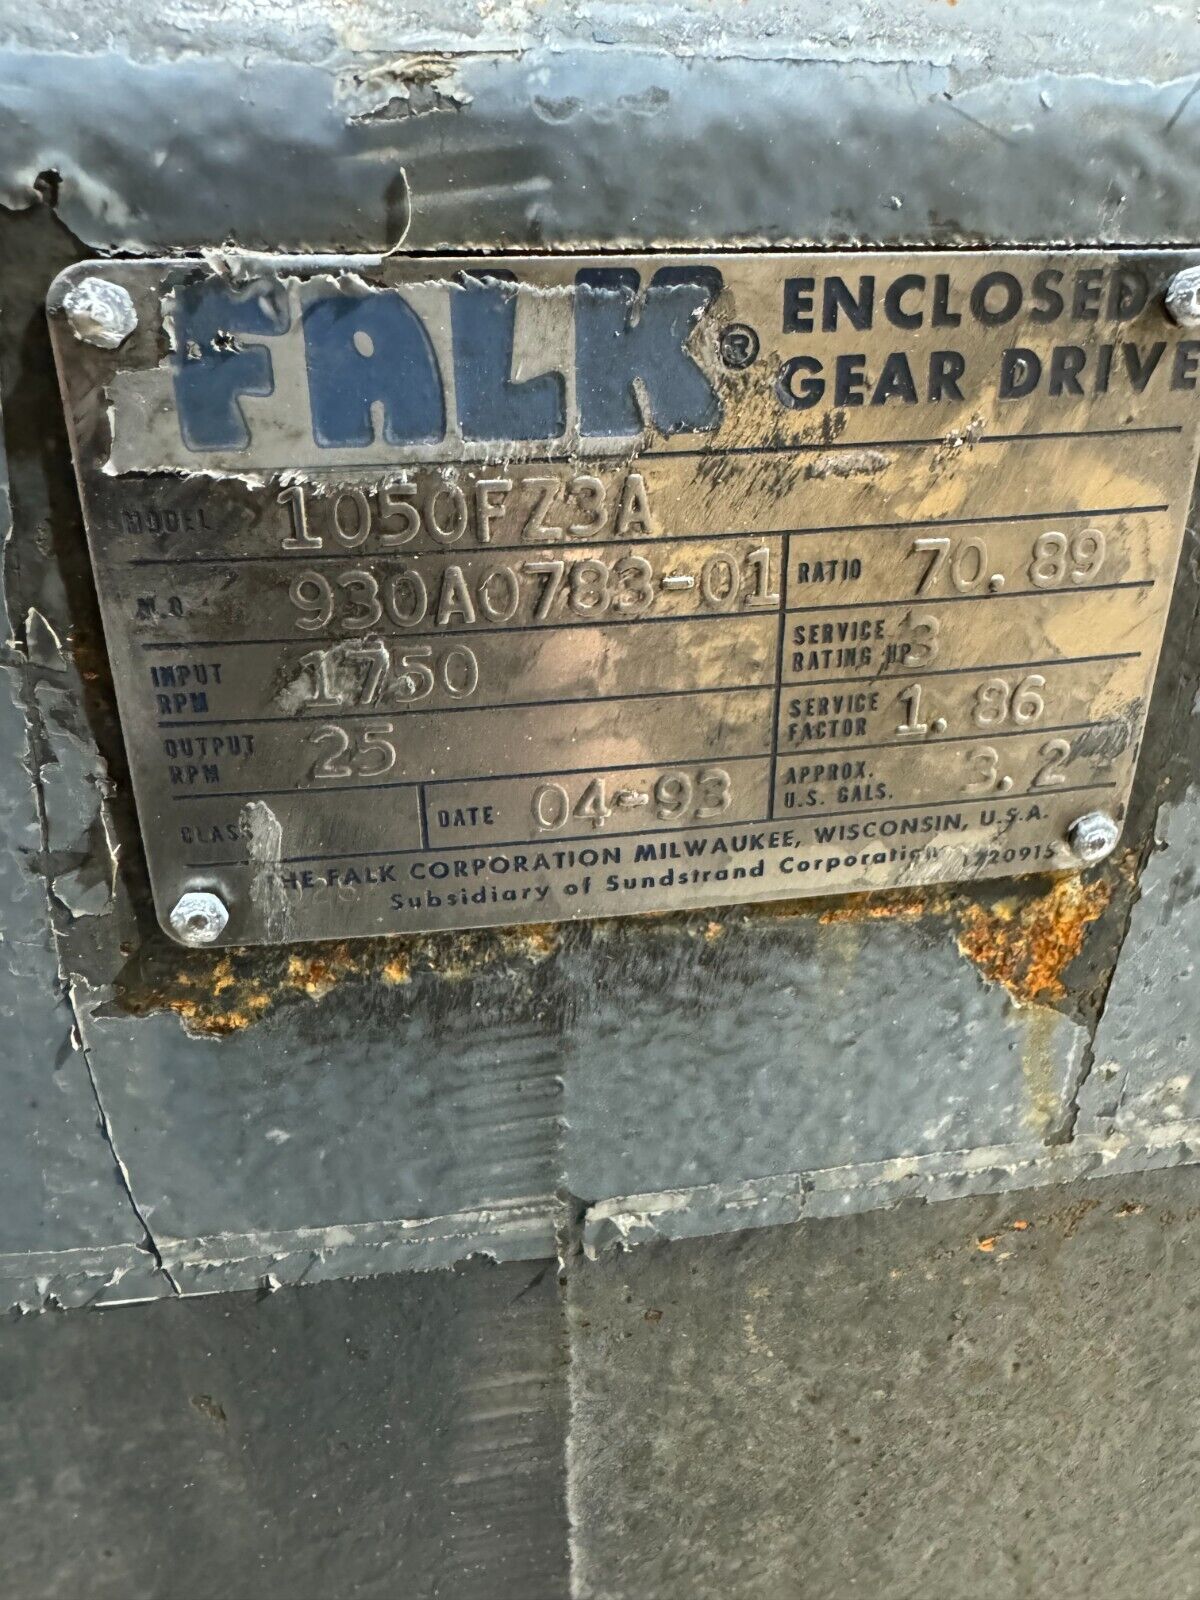 FALK® ENCLOSED
GEAR DRIVE
MODEL 1050FZ3A
M.O. 930A0783-01
RATIO 70.89
INPUT RPM 1750
SERVICE RATING HP 3
OUTPUT RPM 25
SERVICE FACTOR 1.86
CLASS
DATE 04-93
APPROX. U.S. GALS. 3.2
THE FALK CORPORATION MILWAUKEE, WISCONSIN, U.S.A.
Subsidiary of Sundstrand Corporation 1220915